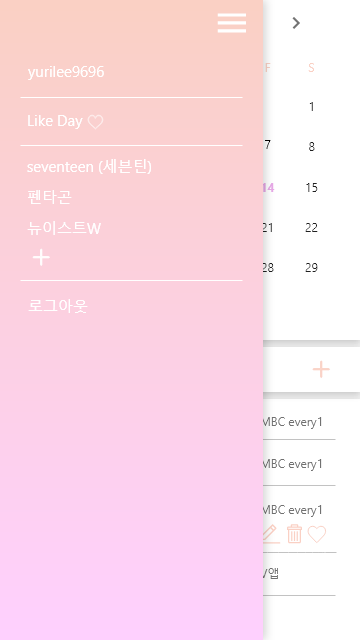 yurilee9696
Like Day ♡
seventeen (세븐틴)
펜타곤
뉴이스트W
로그아웃
F S
1
7 8
14 15
21 22
28 29
MBC every1
MBC every1
MBC every1
V앱